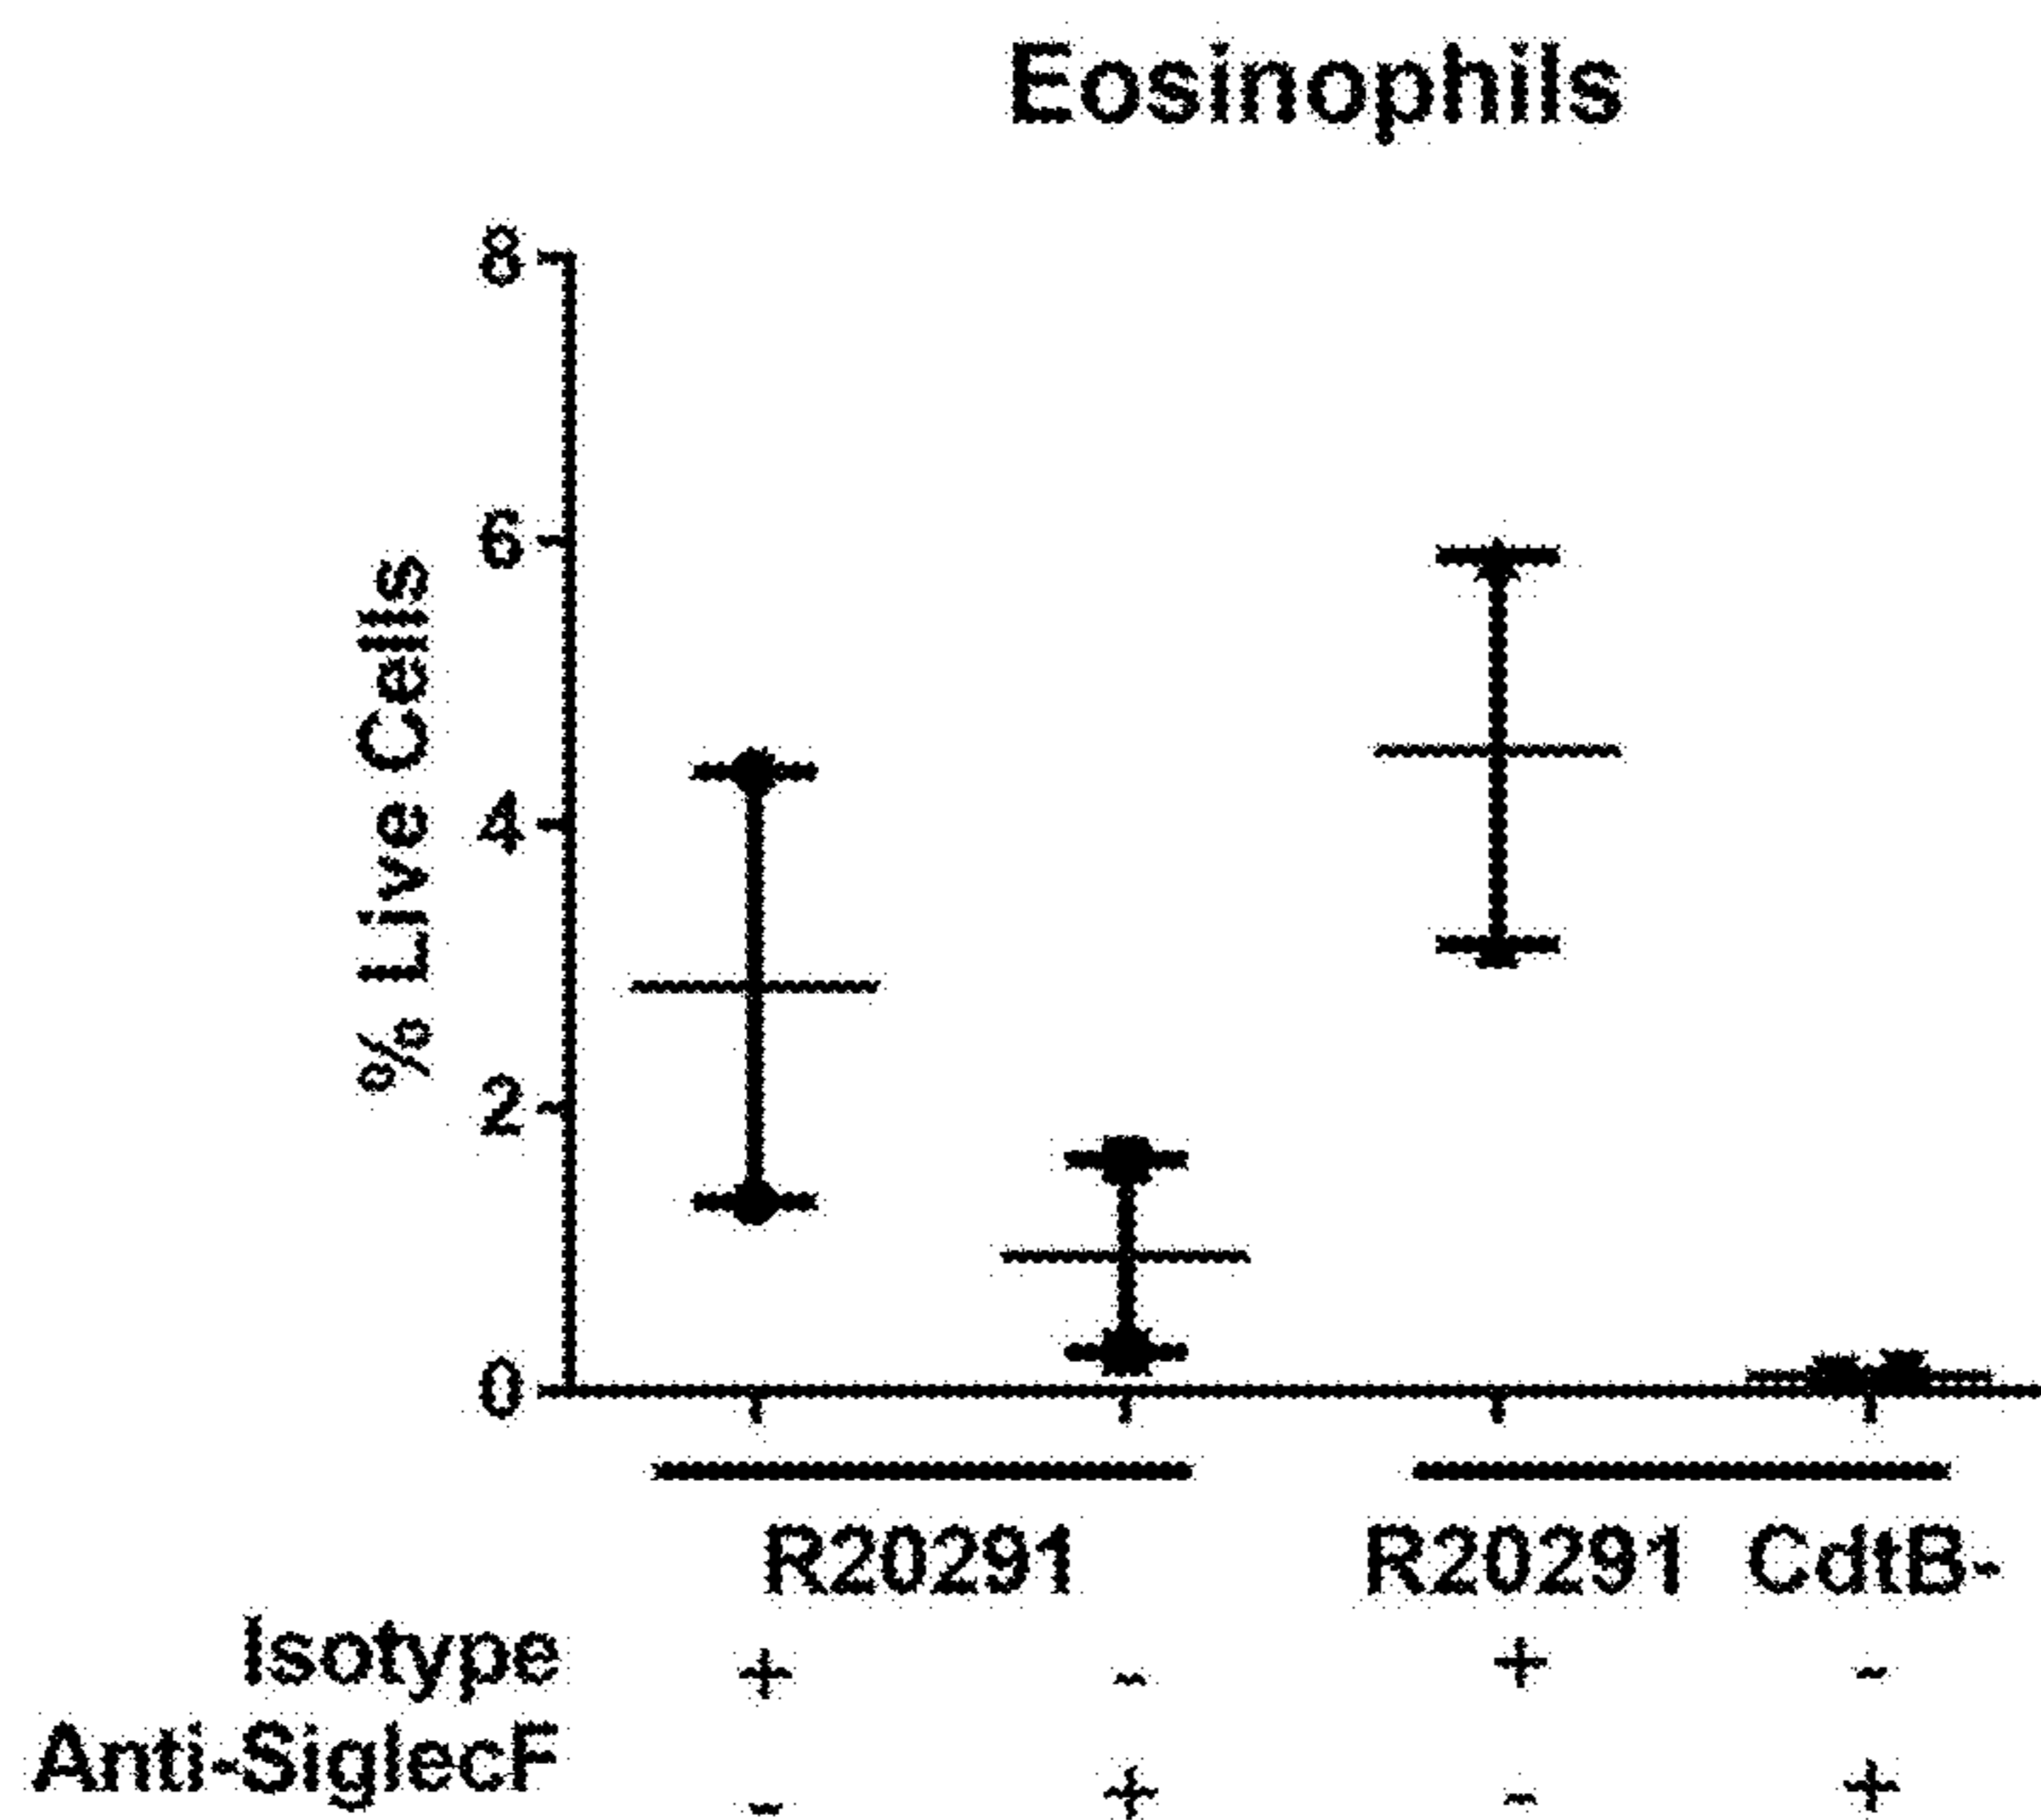 Eosinophils
8
6
4
2
0
% Live Cells
R20291 R20291 CdtB-
Isotype + - + -
Anti-SiglecF - + - +